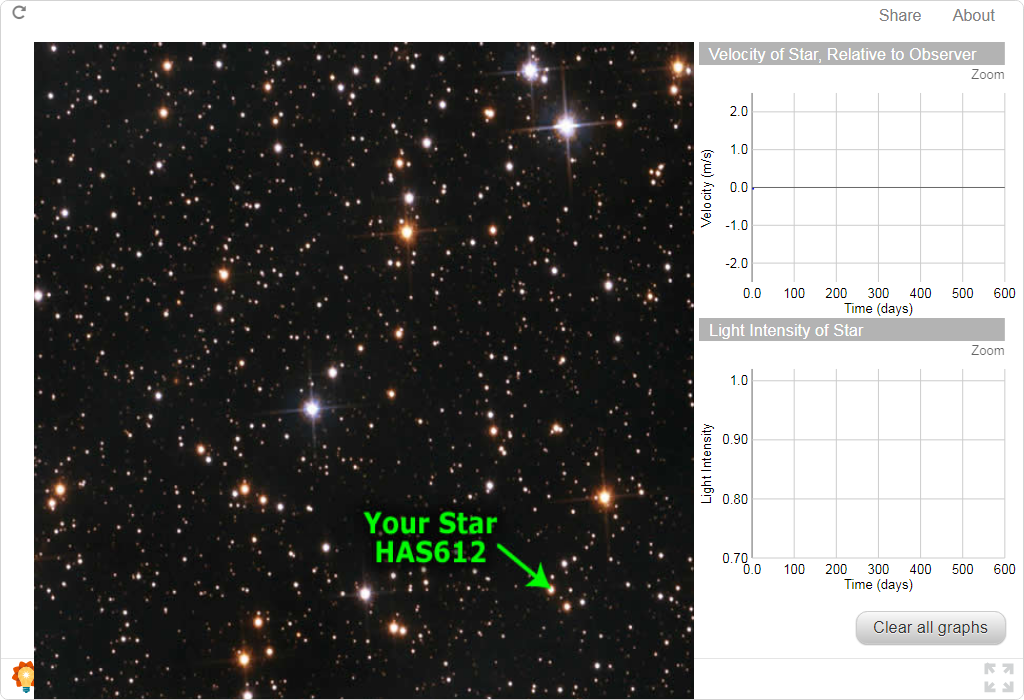 Share About
Velocity of Star, Relative to Observer
Zoom
2.0
1.0
0.0
-1.0
-2.0
Velocity (m/s)
0.0 100 200 300 400 500 600
Time (days)
Light Intensity of Star
Zoom
1.0
0.90
0.80
0.70
Light Intensity
0.0 100 200 300 400 500 600
Time (days)
Your Star
HAS612
Clear all graphs